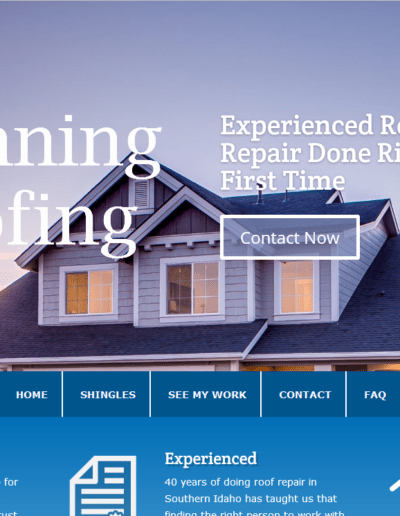 nning
ofing
Experienced Ro
Repair Done Ri
First Time
Contact Now
HOME SHINGLES SEE MY WORK CONTACT FAQ
Experienced
for
40 years of doing roof repair in
Southern Idaho has taught us that
rust
finding the right person to work with